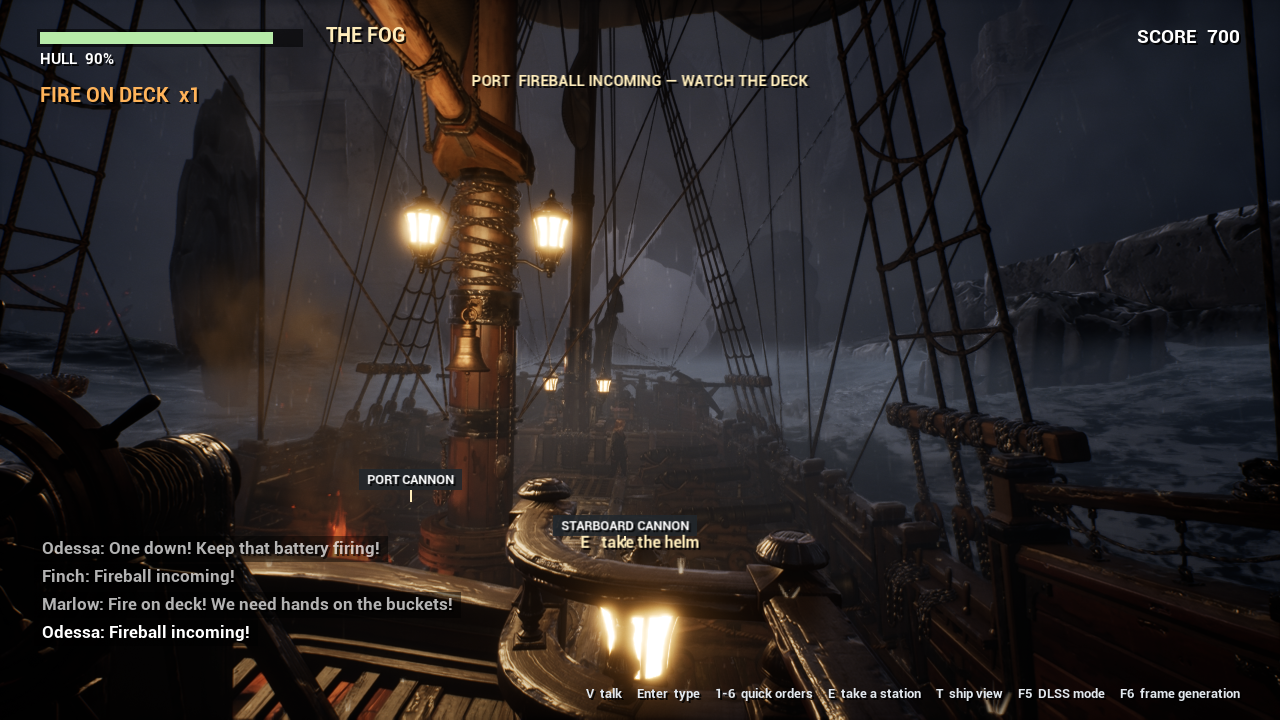 THE FOG
SCORE 700
HULL 90%
PORT FIREBALL INCOMING — WATCH THE DECK
FIRE ON DECK x1
PORT CANNON
STARBOARD CANNON
E take the helm
Odessa: One down! Keep that battery firing!
Finch: Fireball incoming!
Marlow: Fire on deck! We need hands on the buckets!
Odessa: Fireball incoming!
V talk Enter type 1-6 quick orders E take a station T ship view F5 DLSS mode F6 frame generation